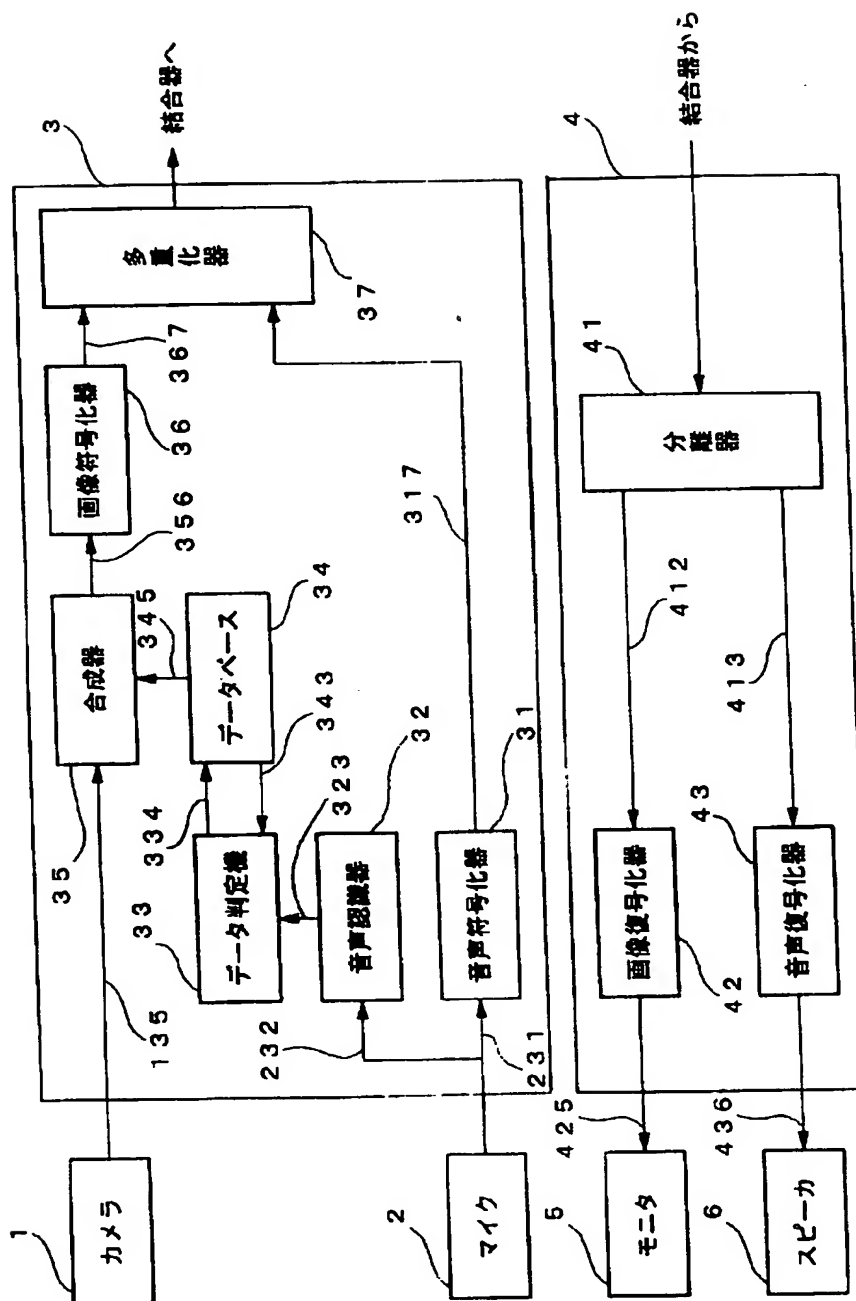 1
カメラ
135
35
合成器
356
画像符号化器
36
367
多重化器
37
3
結合器へ
345
33
データ判定機
334
343
データベース
34
323
232
音声認識器
32
2
マイク
231
音声符号化器
31
317
5
モニタ
425
画像復号化器
42
412
分離器
41
4
結合器から
413
6
スピーカ
436
音声復号化器
43